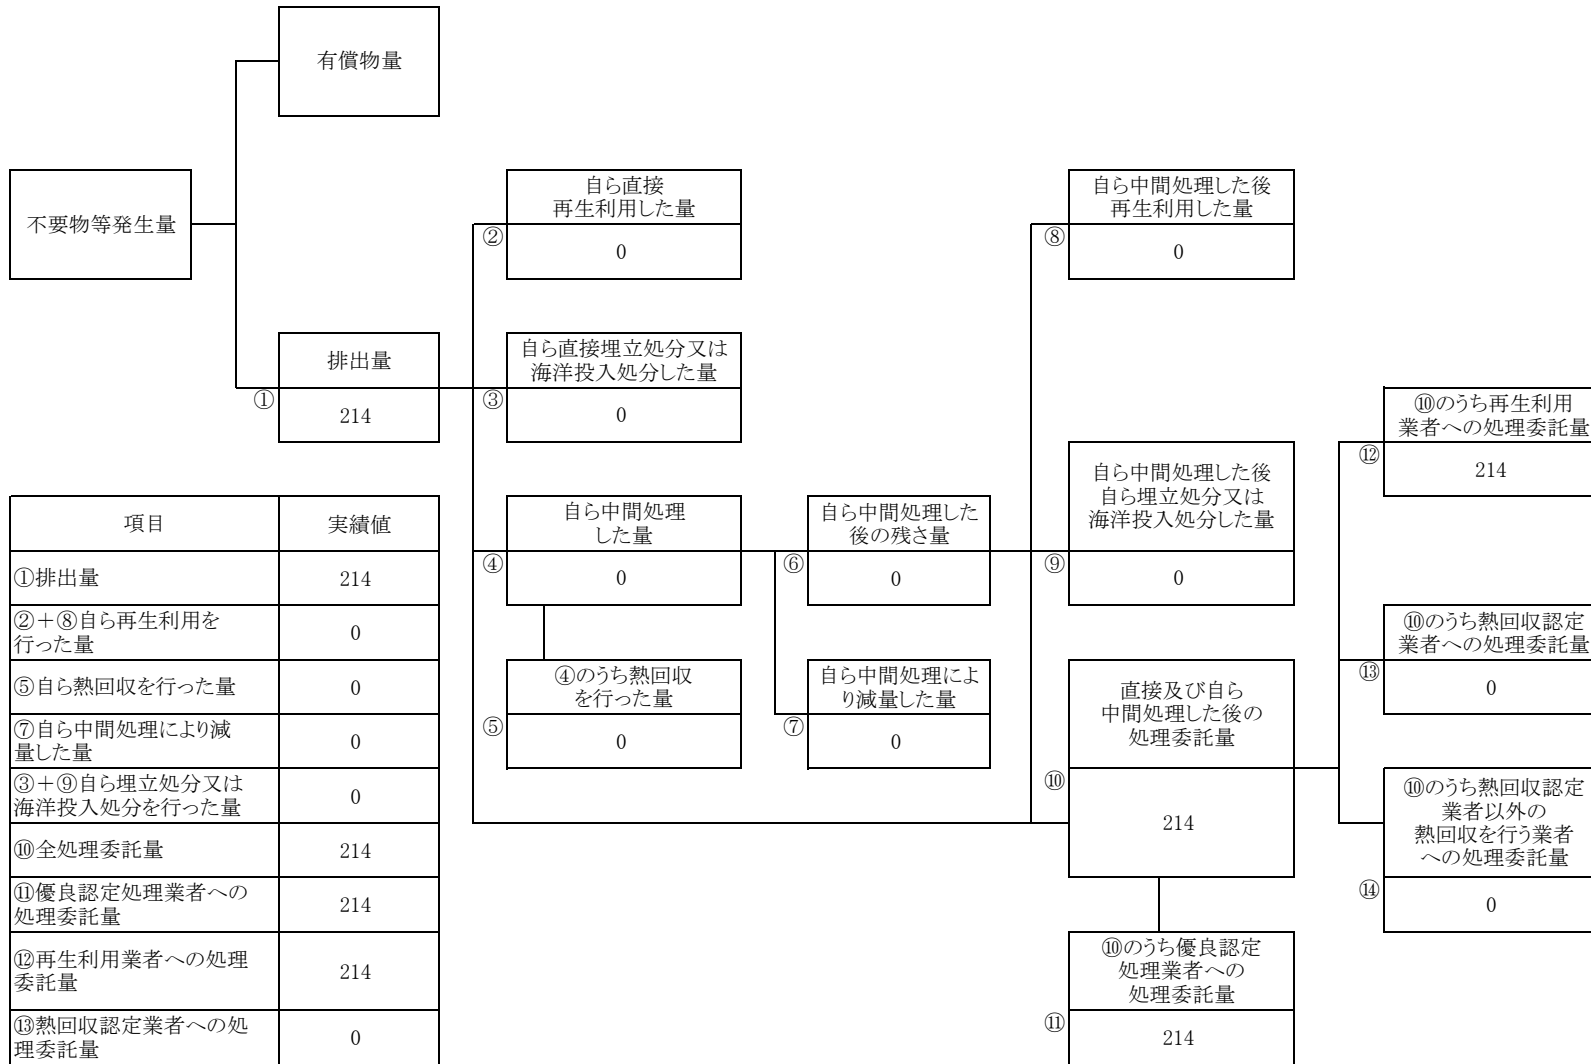 有償物量
不要物等発生量
自ら直接
再生利用した量
②
0
自ら中間処理した後
再生利用した量
⑧
0
排出量
①
214
自ら直接埋立処分又は
海洋投入処分した量
③
0
⑩のうち再生利用
業者への処理委託量
⑫
214
自ら中間処理
した量
④
0
自ら中間処理した
後の残さ量
⑥
0
自ら中間処理した後
自ら埋立処分又は
海洋投入処分した量
⑨
0
⑩のうち熱回収認定
業者への処理委託量
⑬
0
④のうち熱回収
を行った量
⑤
0
自ら中間処理によ
り減量した量
⑦
0
直接及び自ら
中間処理した後の
処理委託量
⑩
214
⑩のうち熱回収認定
業者以外の
熱回収を行う業者
への処理委託量
⑭
0
⑩のうち優良認定
処理業者への
処理委託量
⑪
214
項目 実績値
①排出量 214
②＋⑧自ら再生利用を
行った量 0
⑤自ら熱回収を行った量 0
⑦自ら中間処理により減
量した量 0
③＋⑨自ら埋立処分又は
海洋投入処分を行った量 0
⑩全処理委託量 214
⑪優良認定処理業者への
処理委託量 214
⑫再生利用業者への処理
委託量 214
⑬熱回収認定業者への処
理委託量 0